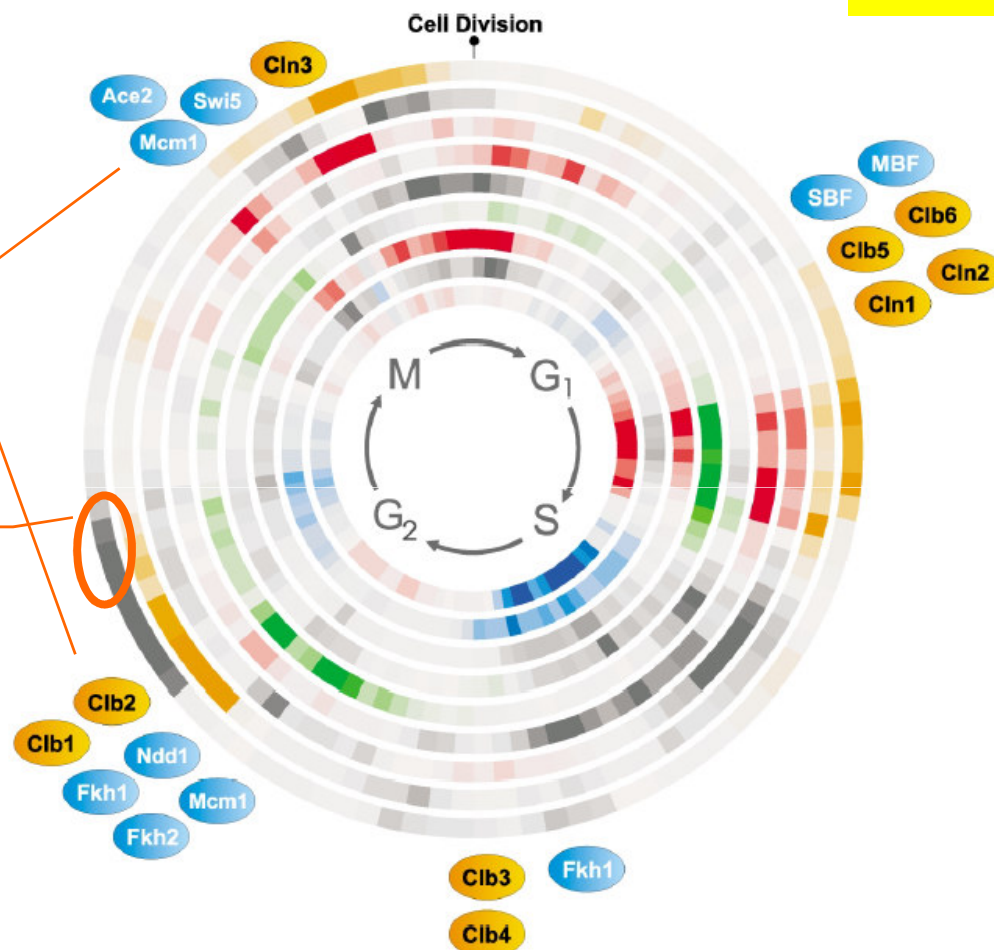 Cell Division
Cln3
Ace2
Swi5
Mcm1
MBF
SBF
Clb6
Clb5
Cln2
Cln1
M
G1
G2
S
Clb2
Clb1
Ndd1
Fkh1
Mcm1
Fkh2
Clb3
Fkh1
Clb4